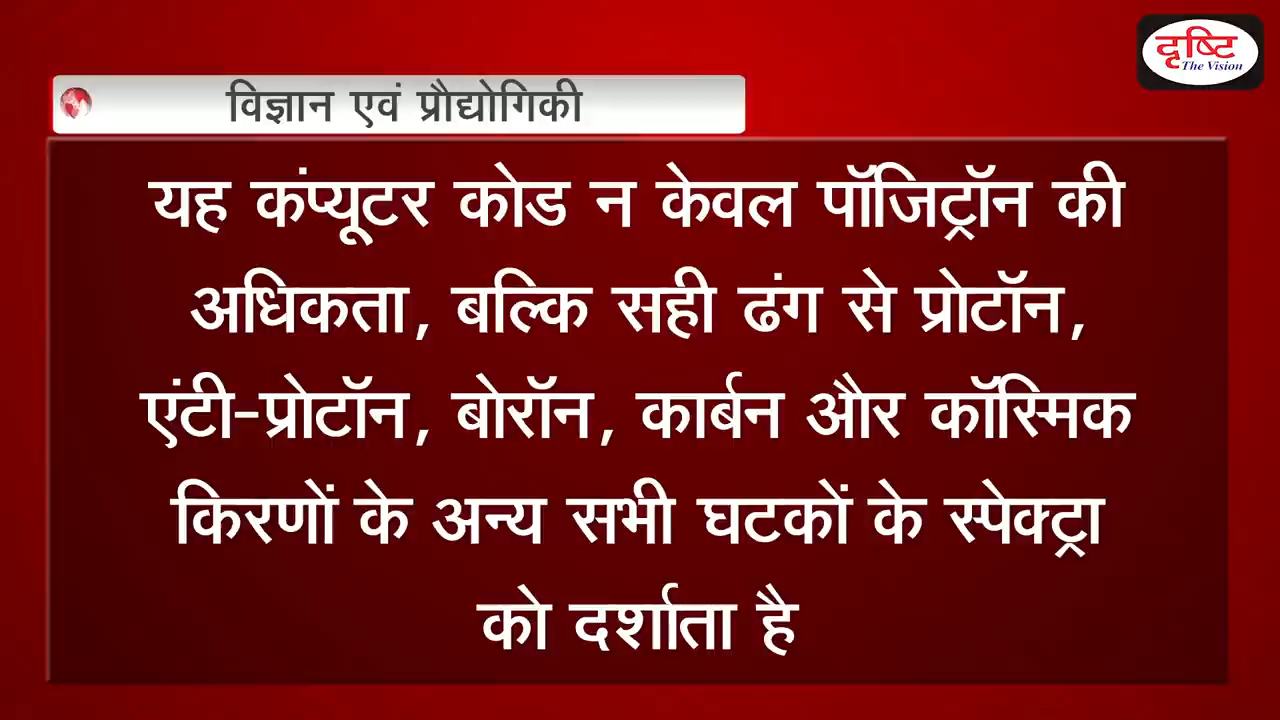 दृष्टि
The Vision
विज्ञान एवं प्रौद्योगिकी
यह कंप्यूटर कोड न केवल पॉजिट्रॉन की
अधिकता, बल्कि सही ढंग से प्रोटॉन,
एंटी-प्रोटॉन, बोरॉन, कार्बन और कॉस्मिक
किरणों के अन्य सभी घटकों के स्पेक्ट्रा
को दर्शाता है